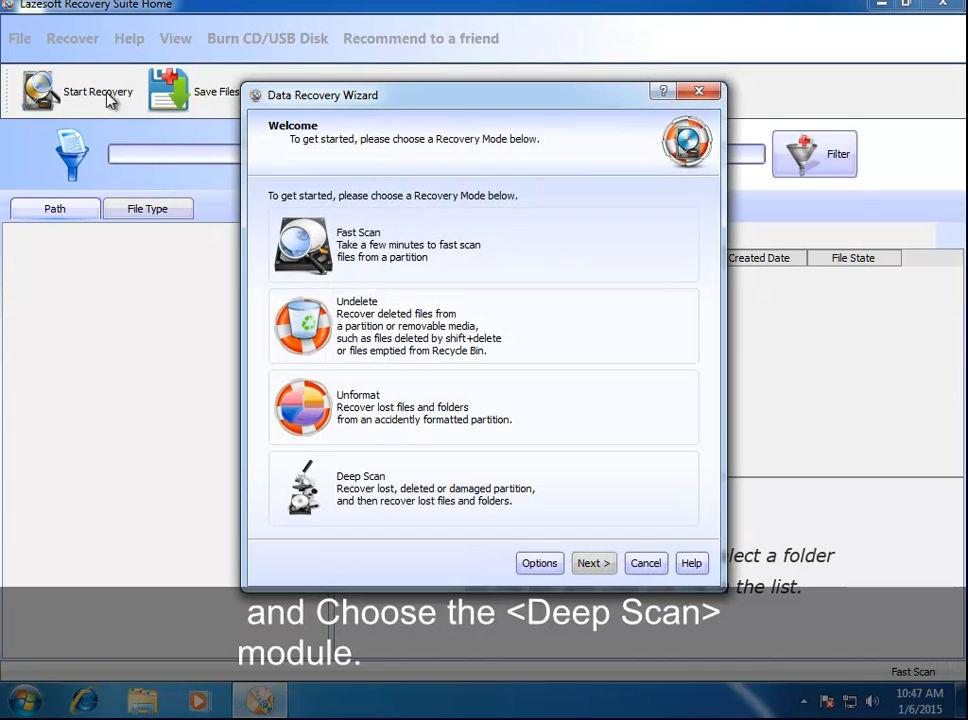 Lazesoft Recovery Suite Home
File Recover Help View Burn CD/USB Disk Recommend to a friend
Start Recovery Save Files
Filter
Path File Type
Created Date File State
Data Recovery Wizard
Welcome
To get started, please choose a Recovery Mode below.
To get started, please choose a Recovery Mode below.
Fast Scan
Take a few minutes to fast scan
files from a partition
Undelete
Recover deleted files from
a partition or removable media,
such as files deleted by shift+delete
or files emptied from Recycle Bin.
Unformat
Recover lost files and folders
from an accidently formatted partition.
Deep Scan
Recover lost, deleted or damaged partition,
and then recover lost files and folders.
Options Next > Cancel Help
a folder
the list.
and Choose the <Deep Scan>
module.
Fast Scan
10:47 AM
1/6/2015